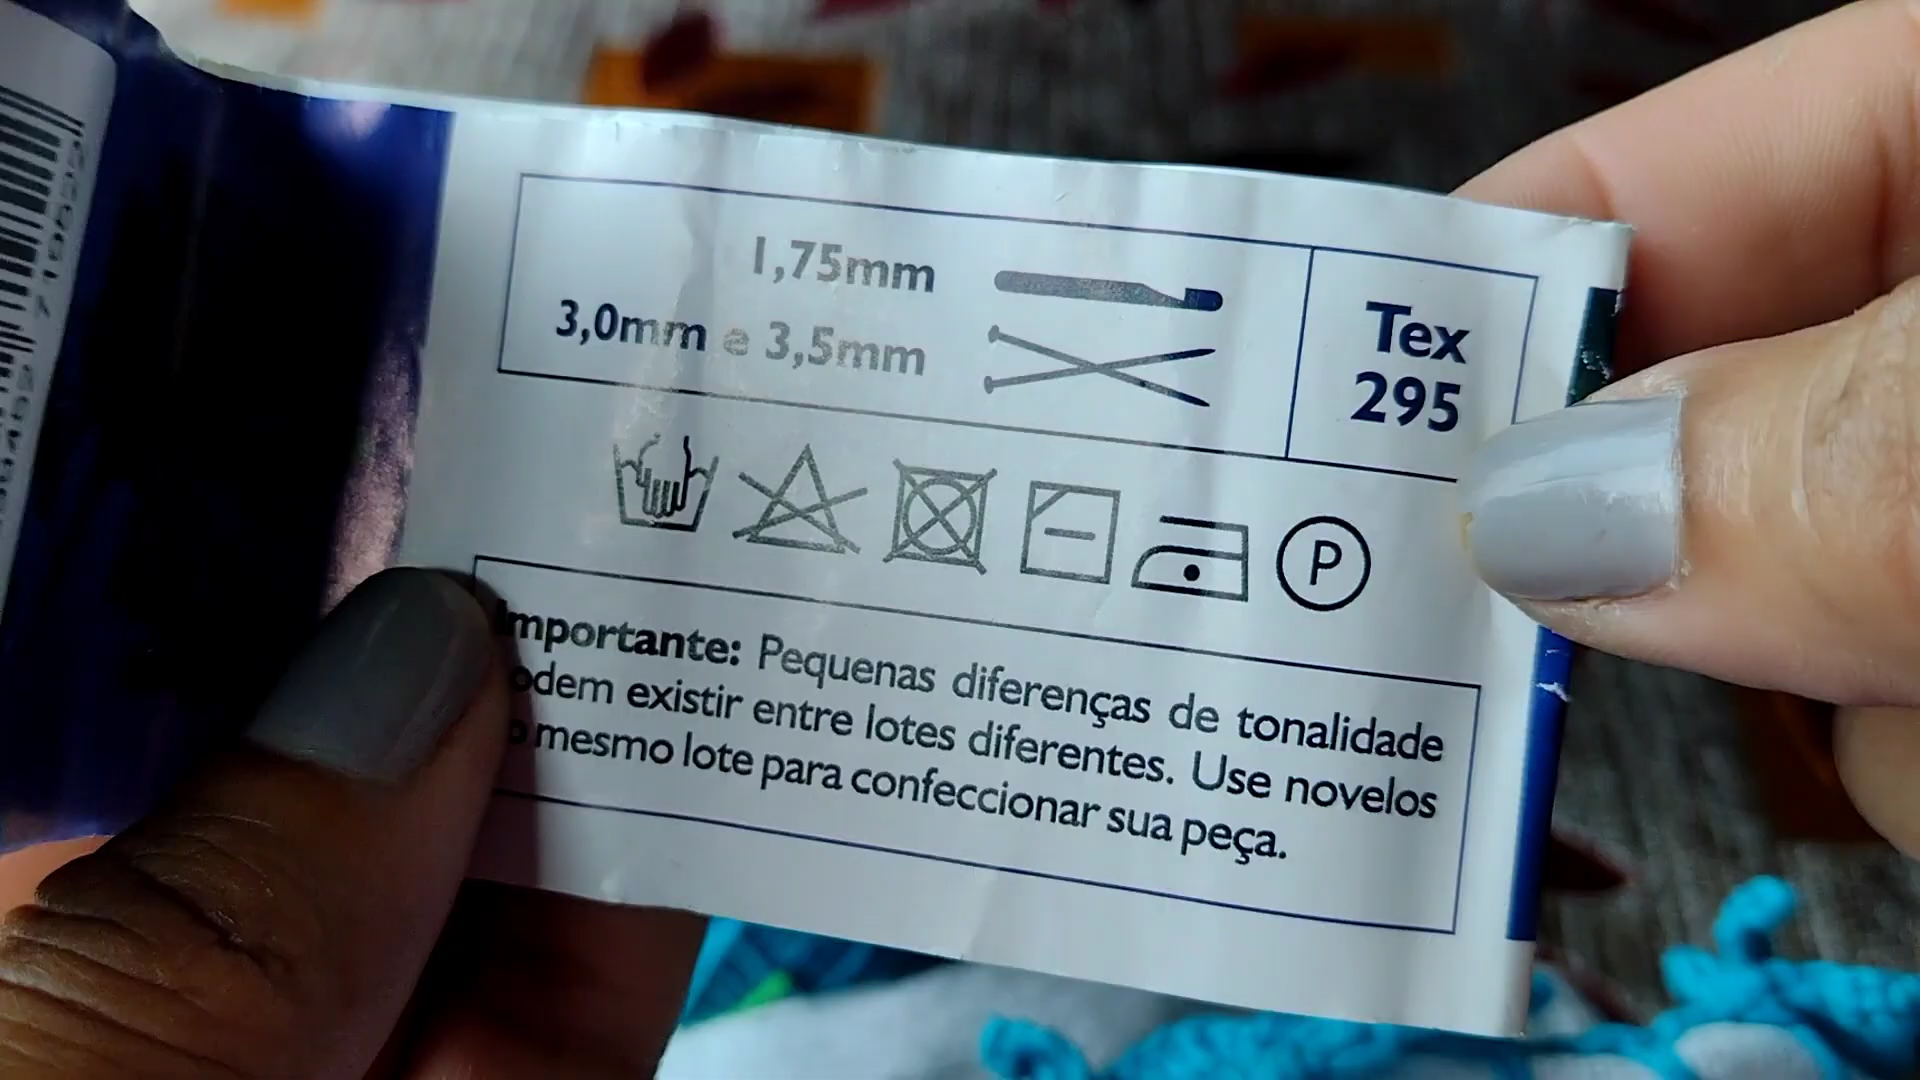 1,75mm
3,0mm e 3,5mm
Tex
295
P
Importante: Pequenas diferenças de tonalidade
podem existir entre lotes diferentes. Use novelos
do mesmo lote para confeccionar sua peça.